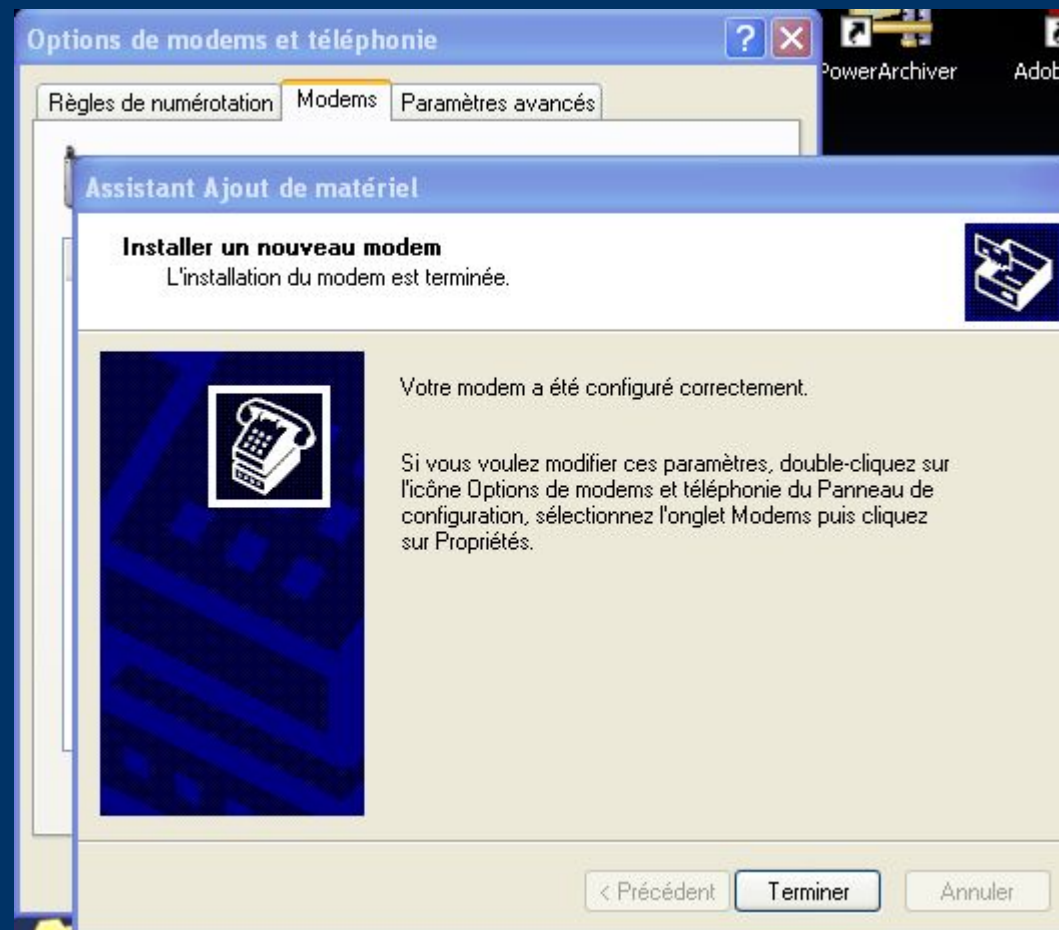 Options de modems et téléphonie
PowerArchiver
Règles de numérotation Modems Paramètres avancés
Assistant Ajout de matériel
Installer un nouveau modem
L'installation du modem est terminée.
Votre modem a été configuré correctement.
Si vous voulez modifier ces paramètres, double-cliquez sur
l'icône Options de modems et téléphonie du Panneau de
configuration, sélectionnez l'onglet Modems puis cliquez
sur Propriétés.
< Précédent Terminer Annuler